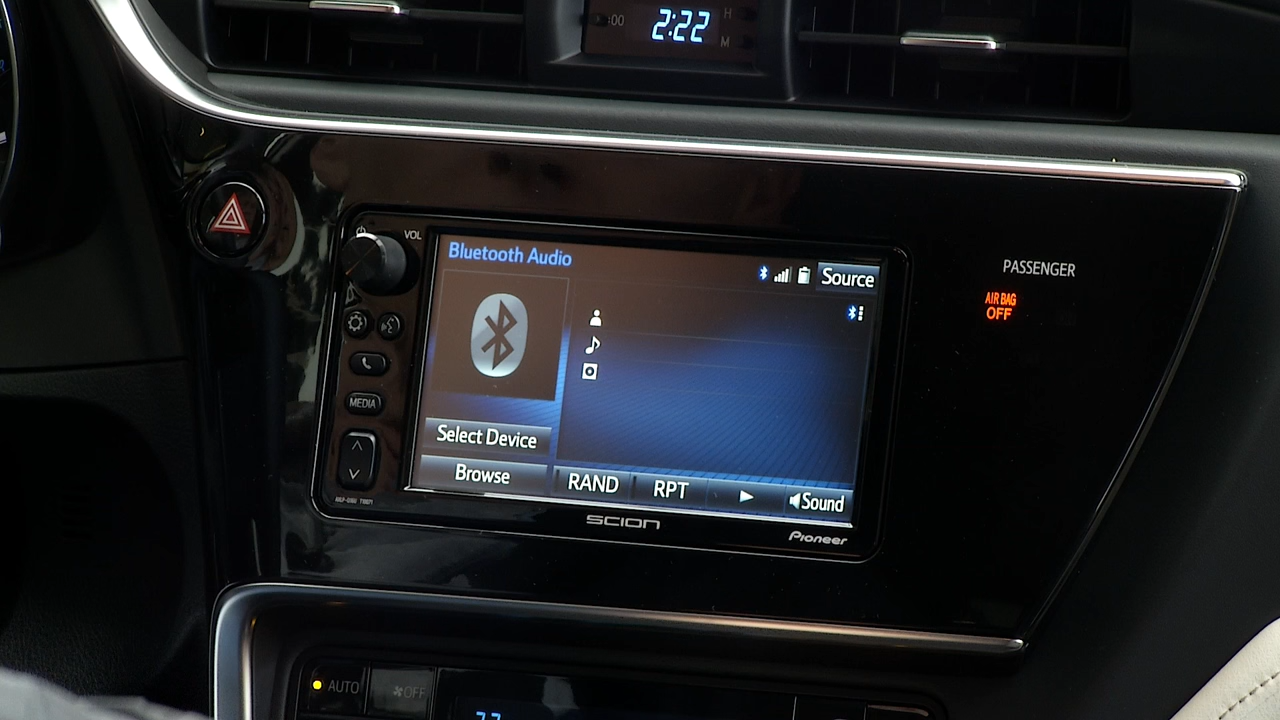 :00
2:22
H
M
VOL
Bluetooth Audio
Source
PASSENGER
AIR BAG
OFF
MEDIA
Select Device
Browse
RAND
RPT
Sound
SCION
Pioneer
AUTO
OFF